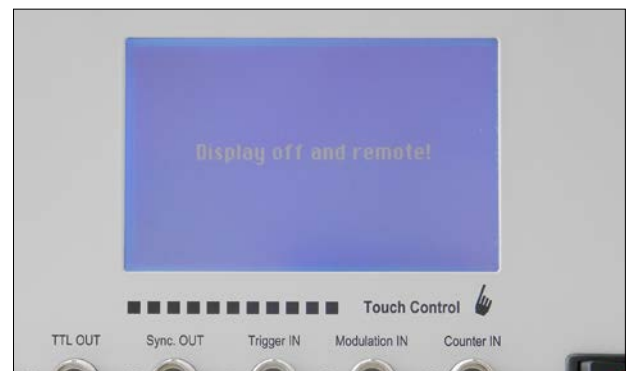 Display off and remote!
Touch Control
TTL OUT Sync. OUT Trigger IN Modulation IN Counter IN